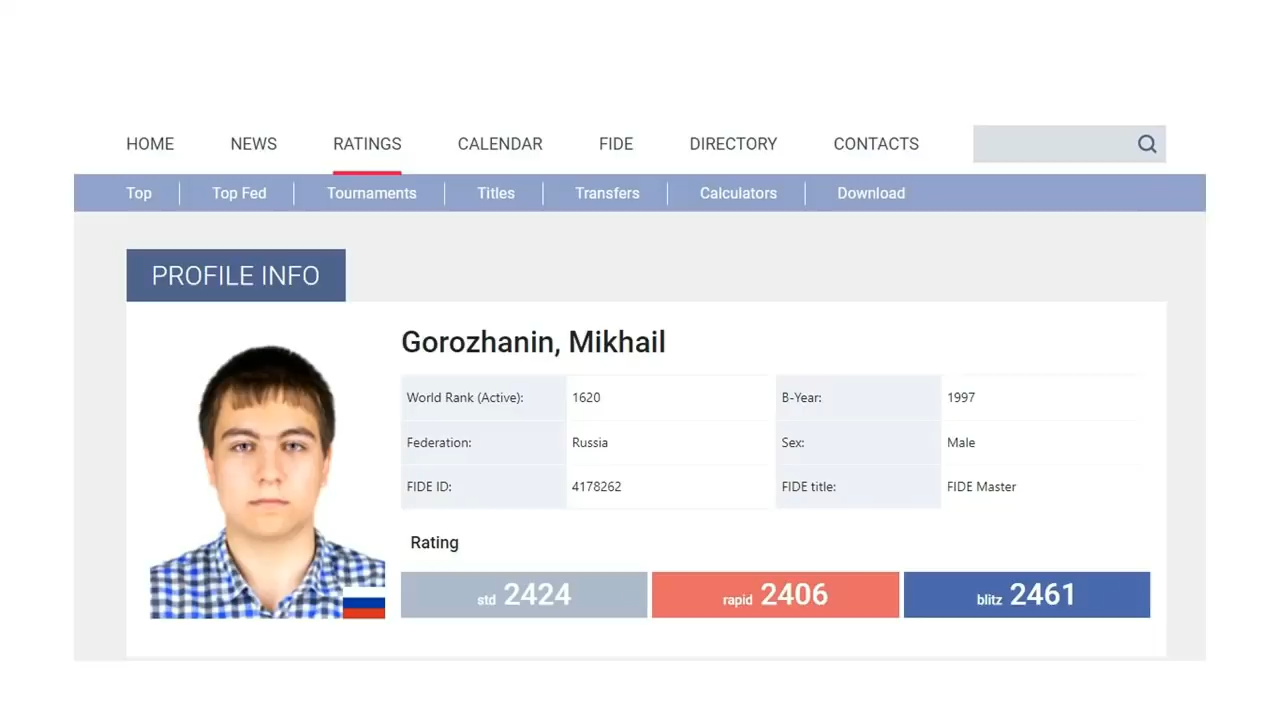 HOME NEWS RATINGS CALENDAR FIDE DIRECTORY CONTACTS
Top Top Fed Tournaments Titles Transfers Calculators Download
PROFILE INFO
Gorozhanin, Mikhail
World Rank (Active): 1620 B-Year: 1997
Federation: Russia Sex: Male
FIDE ID: 4178262 FIDE title: FIDE Master
Rating
std 2424 rapid 2406 blitz 2461